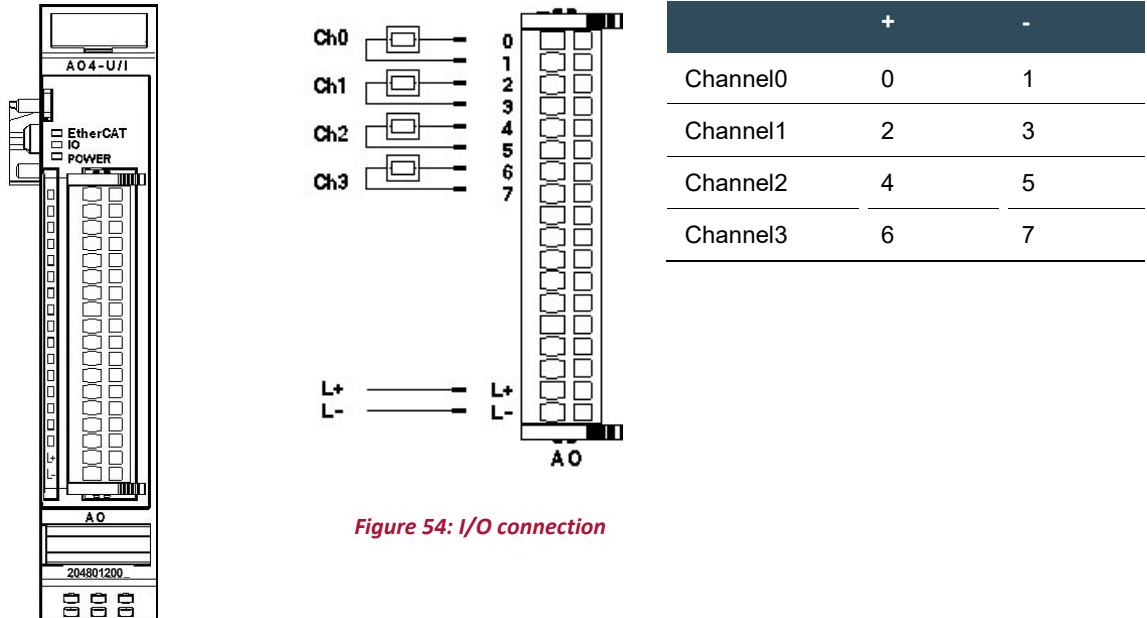 AO4-U/I
EtherCAT
IO
POWER
L+
L-
AO
204801200_
Ch0
Ch1
Ch2
Ch3
0
1
2
3
4
5
6
7
L+
L-
L+
L-
AO
Figure 54: I/O connection
+ -
Channel0 0 1
Channel1 2 3
Channel2 4 5
Channel3 6 7